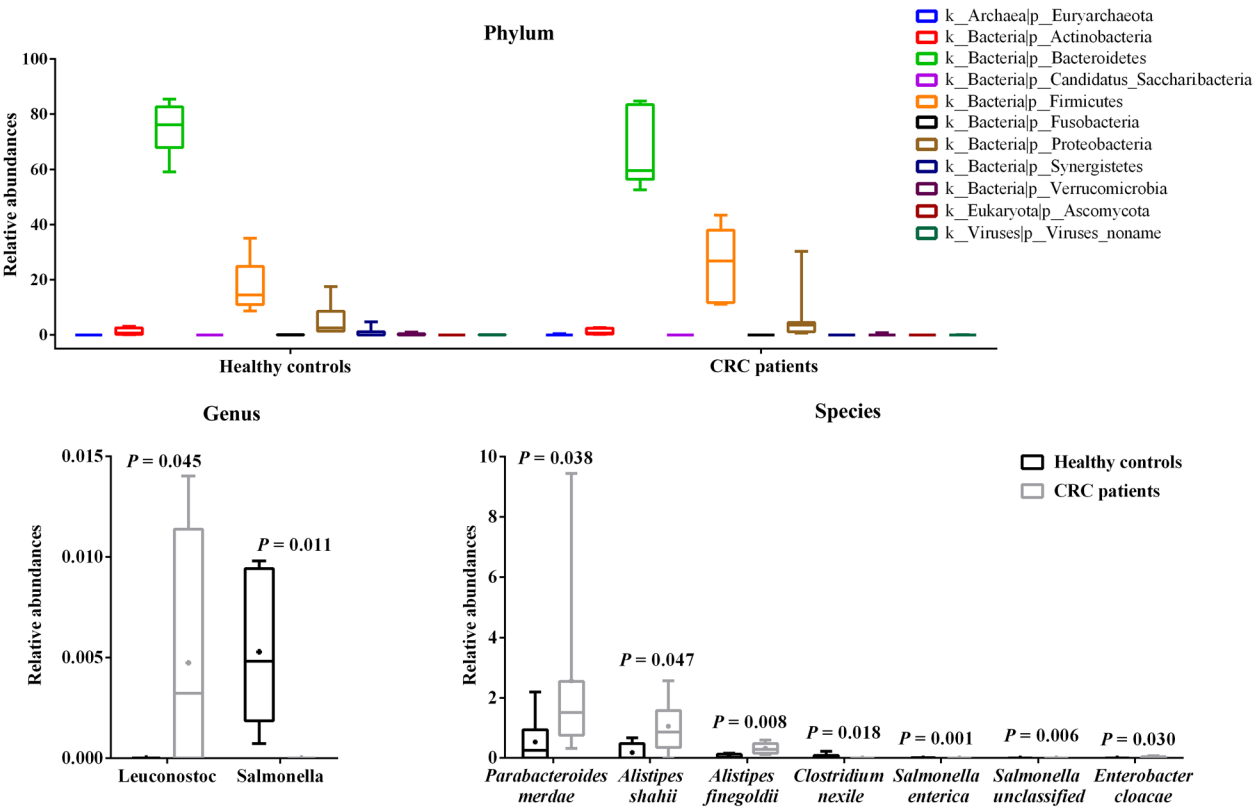 Phylum
k__Archaea|p__Euryarchaeota
k__Bacteria|p__Actinobacteria
k__Bacteria|p__Bacteroidetes
k__Bacteria|p__Candidatus_Saccharibacteria
k__Bacteria|p__Firmicutes
k__Bacteria|p__Fusobacteria
k__Bacteria|p__Proteobacteria
k__Bacteria|p__Synergistetes
k__Bacteria|p__Verrucomicrobia
k__Eukaryota|p__Ascomycota
k__Viruses|p__Viruses_noname
Relative abundances
100
80
60
40
20
0
Healthy controls
CRC patients
Genus
Relative abundances
0.015
0.010
0.005
0.000
P = 0.045
P = 0.011
Leuconostoc
Salmonella
Species
Healthy controls
CRC patients
Relative abundances
10
8
6
4
2
0
P = 0.038
P = 0.047
P = 0.008
P = 0.018
P = 0.001
P = 0.006
P = 0.030
Parabacteroides
merdae
Alistipes
shahii
Alistipes
finegoldii
Clostridium
nexile
Salmonella
enterica
Salmonella
unclassified
Enterobacter
cloacae